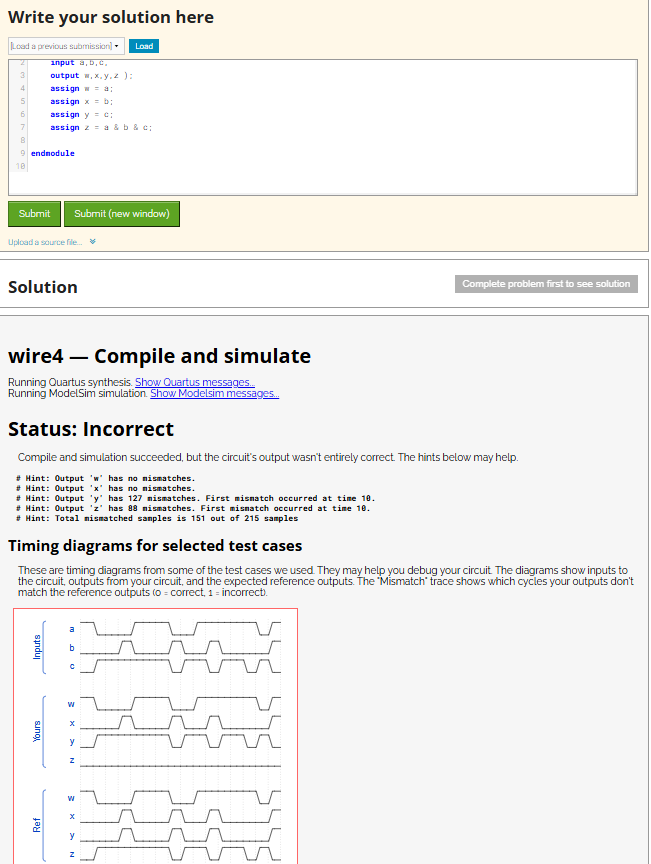 Write your solution here
[Load a previous submission]
Load
2 input a,b,c,
3 output w,x,y,z );
4 assign w = a;
5 assign x = b;
6 assign y = c;
7 assign z = a & b & c;
8
9 endmodule
10
Submit
Submit (new window)
Upload a source file...
Solution
Complete problem first to see solution
wire4 — Compile and simulate
Running Quartus synthesis. Show Quartus messages...
Running ModelSim simulation. Show Modelsim messages...
Status: Incorrect
Compile and simulation succeeded, but the circuit's output wasn't entirely correct. The hints below may help.
# Hint: Output 'w' has no mismatches.
# Hint: Output 'x' has no mismatches.
# Hint: Output 'y' has 127 mismatches. First mismatch occurred at time 10.
# Hint: Output 'z' has 88 mismatches. First mismatch occurred at time 10.
# Hint: Total mismatched samples is 151 out of 215 samples
Timing diagrams for selected test cases
These are timing diagrams from some of the test cases we used. They may help you debug your circuit. The diagrams show inputs to
the circuit, outputs from your circuit, and the expected reference outputs. The "Mismatch" trace shows which cycles your outputs don't
match the reference outputs (0 = correct, 1 = incorrect).
Inputs
a
b
c
Yours
w
x
y
z
Ref
w
x
y
z